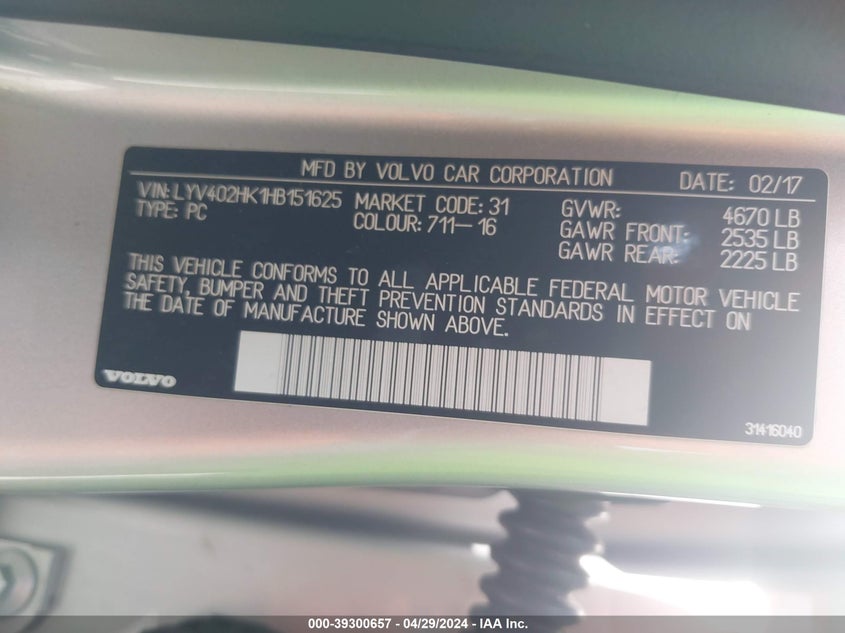 MFD BY VOLVO CAR CORPORATION DATE: 02/17
VIN: LYV402HK1HB151625 MARKET CODE: 31 GVWR: 4670 LB
TYPE: PC COLOUR: 711-16 GAWR FRONT: 2535 LB
GAWR REAR: 2225 LB
THIS VEHICLE CONFORMS TO ALL APPLICABLE FEDERAL MOTOR VEHICLE
SAFETY, BUMPER AND THEFT PREVENTION STANDARDS IN EFFECT ON
THE DATE OF MANUFACTURE SHOWN ABOVE.
VOLVO
31416040
000-39300657 - 04/29/2024 - IAA Inc.